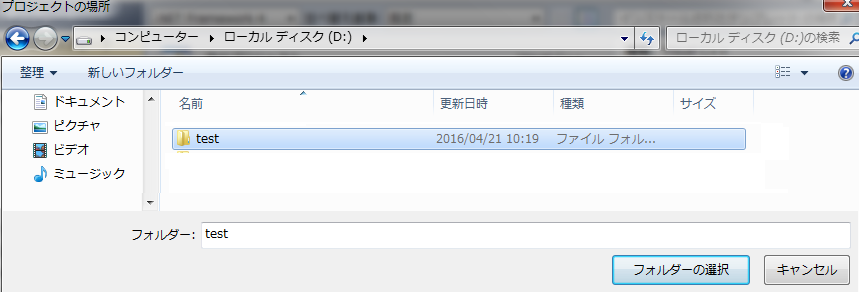 プロジェクトの場所
コンピューター ローカル ディスク (D:) ローカル ディスク (D:)の検索
整理 新しいフォルダー
ドキュメント
ピクチャ
ビデオ
ミュージック
名前 更新日時 種類 サイズ
test 2016/04/21 10:19 ファイル フォル...
フォルダー: test
フォルダーの選択 キャンセル